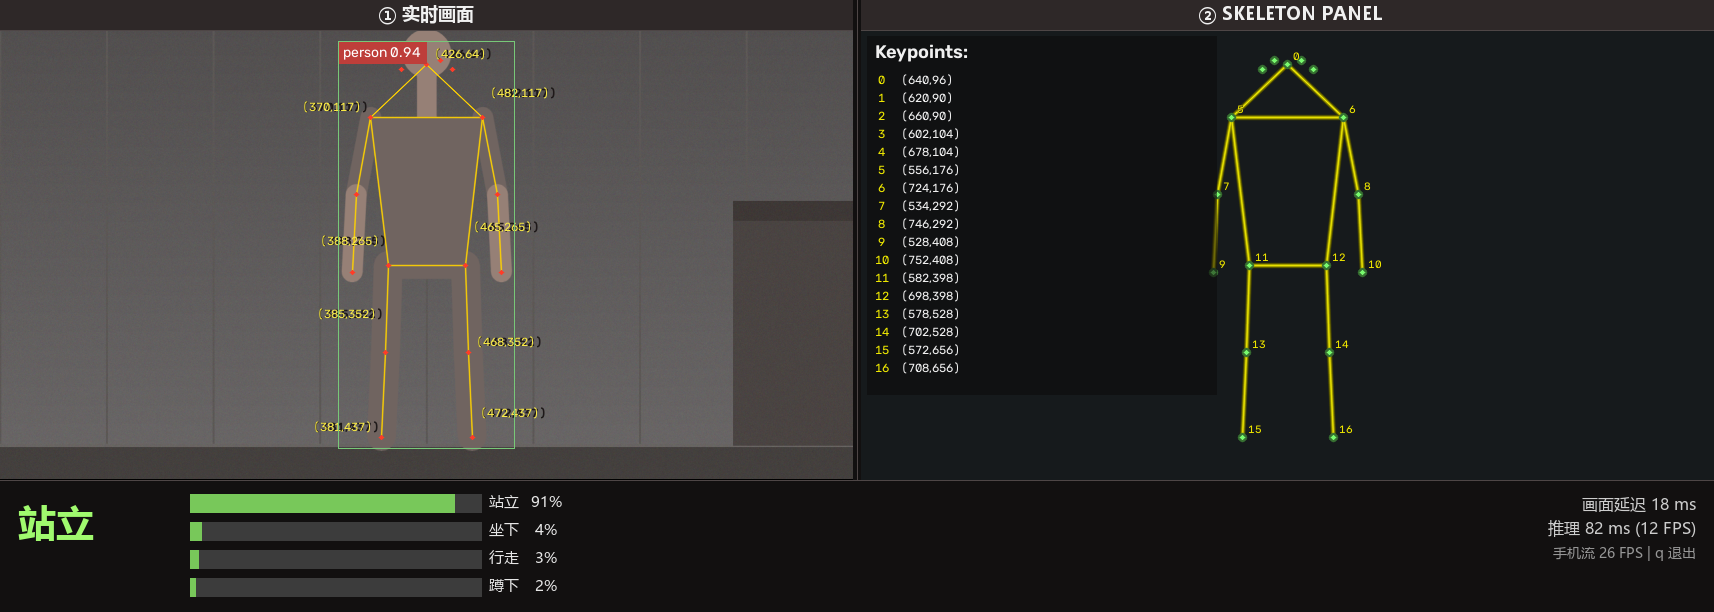 ① 实时画面
person 0.94
(426,64)
(482,117)
(370,117)
(465,265)
(388,265)
(385,352)
(468,352)
(472,437)
(381,437)
② SKELETON PANEL
Keypoints:
0 (640,96)
1 (620,90)
2 (660,90)
3 (602,104)
4 (678,104)
5 (556,176)
6 (724,176)
7 (534,292)
8 (746,292)
9 (528,408)
10 (752,408)
11 (582,398)
12 (698,398)
13 (578,528)
14 (702,528)
15 (572,656)
16 (708,656)
0
5 6
7 8
9 10
11 12
13 14
15 16
站立
站立 91%
坐下 4%
行走 3%
蹲下 2%
画面延迟 18 ms
推理 82 ms (12 FPS)
手机流 26 FPS | q 退出